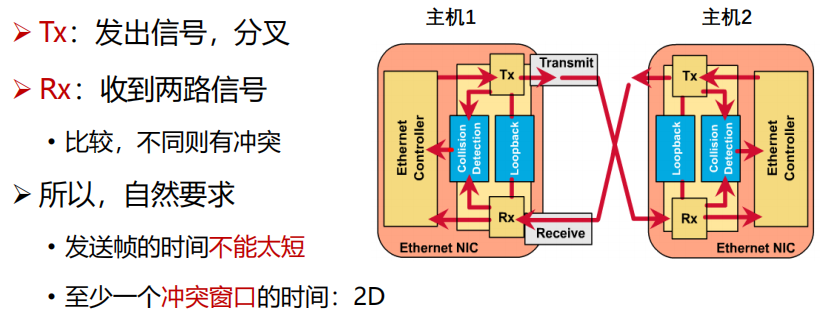 ➢ Tx：发出信号，分叉
➢ Rx：收到两路信号
• 比较，不同则有冲突
➢ 所以，自然要求
• 发送帧的时间不能太短
• 至少一个冲突窗口的时间：2D
主机1
主机2
Ethernet Controller
Collision Detection
Loopback
Tx
Rx
Ethernet NIC
Transmit
Receive
Tx
Rx
Loopback
Collision Detection
Ethernet Controller
Ethernet NIC